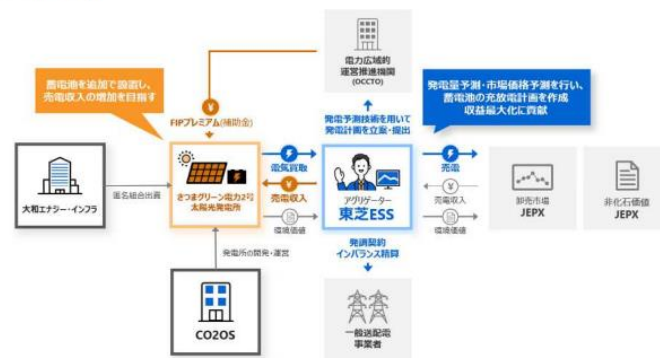 電力広域的
運営推進機関
(OCCTO)
蓄電池を追加で設置し、
売電収入の増加を目指す
発電量予測・市場価格予測を行い、
蓄電池の充放電計画を作成
収益最大化に貢献
FIPプレミアム(補助金)
発電予測技術を用いて
発電計画を立案・提出
大和エナジー・インフラ
匿名組合出資
さつまグリーン電力2号
太陽光発電所
電気買取
売電収入
環境価値
アグリゲーター
東芝ESS
売電
売電収入
環境価値
卸売市場
JEPX
非化石価値
JEPX
発電所の開発・運営
CO2OS
発調契約
インバランス精算
一般送配電
事業者